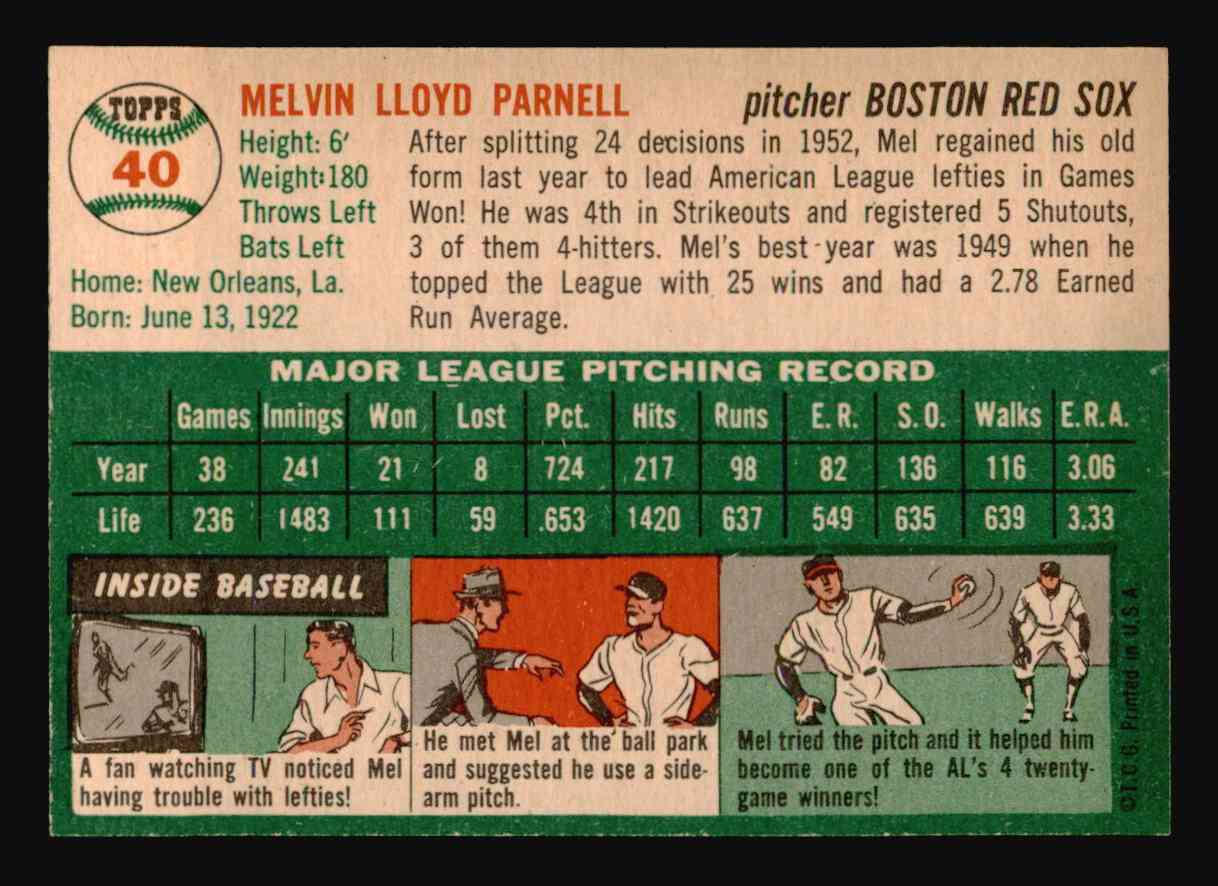 TOPPS
40
MELVIN LLOYD PARNELL
pitcher BOSTON RED SOX
Height: 6'
Weight: 180
Throws Left
Bats Left
Home: New Orleans, La.
Born: June 13, 1922
After splitting 24 decisions in 1952, Mel regained his old
form last year to lead American League lefties in Games
Won! He was 4th in Strikeouts and registered 5 Shutouts,
3 of them 4-hitters. Mel's best year was 1949 when he
topped the League with 25 wins and had a 2.78 Earned
Run Average.
MAJOR LEAGUE PITCHING RECORD
Games Innings Won Lost Pct. Hits Runs E.R. S.O. Walks E.R.A.
Year 38 241 21 8 724 217 98 82 136 116 3.06
Life 236 1483 111 59 .653 1420 637 549 635 639 3.33
INSIDE BASEBALL
A fan watching TV noticed Mel
having trouble with lefties!
He met Mel at the ball park
and suggested he use a side-
arm pitch.
Mel tried the pitch and it helped him
become one of the AL's 4 twenty-
game winners!
©T.C.G. Printed in U.S.A